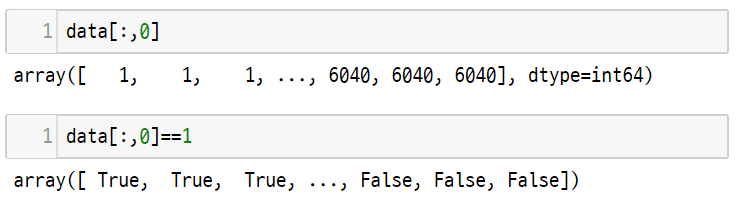 1 data[:,0]
array([   1,    1,    1, ..., 6040, 6040, 6040], dtype=int64)
1 data[:,0]==1
array([ True,  True,  True, ..., False, False, False])